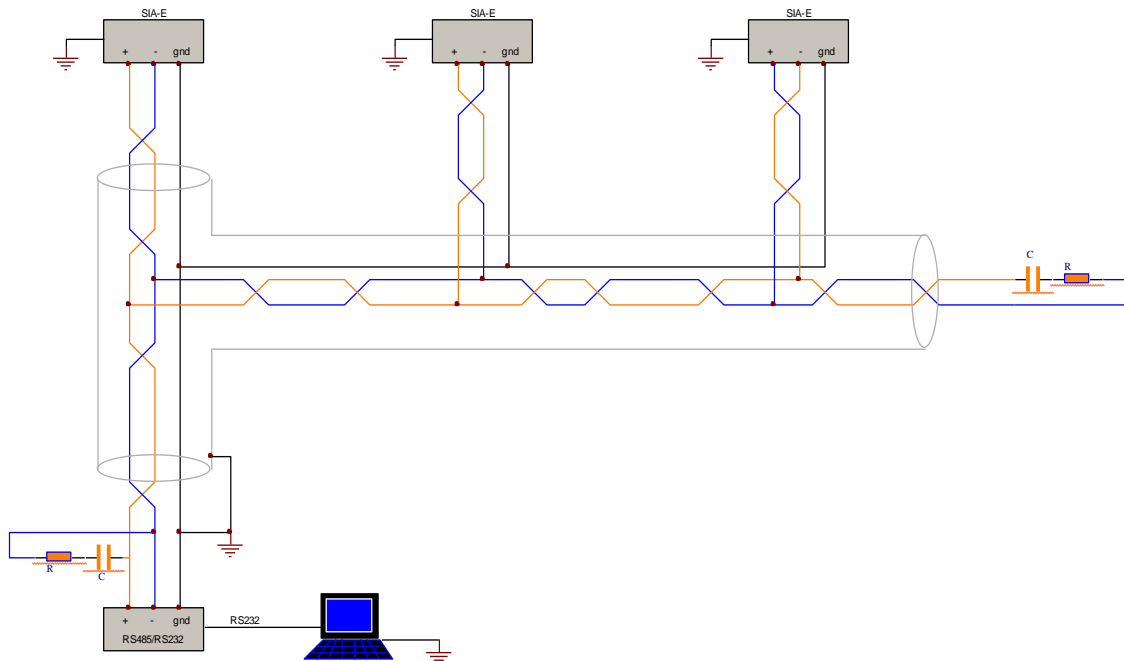 SIA-E
SIA-E
SIA-E
+ - gnd
+ - gnd
+ - gnd
C
R
R
C
+ - gnd
RS485/RS232
RS232